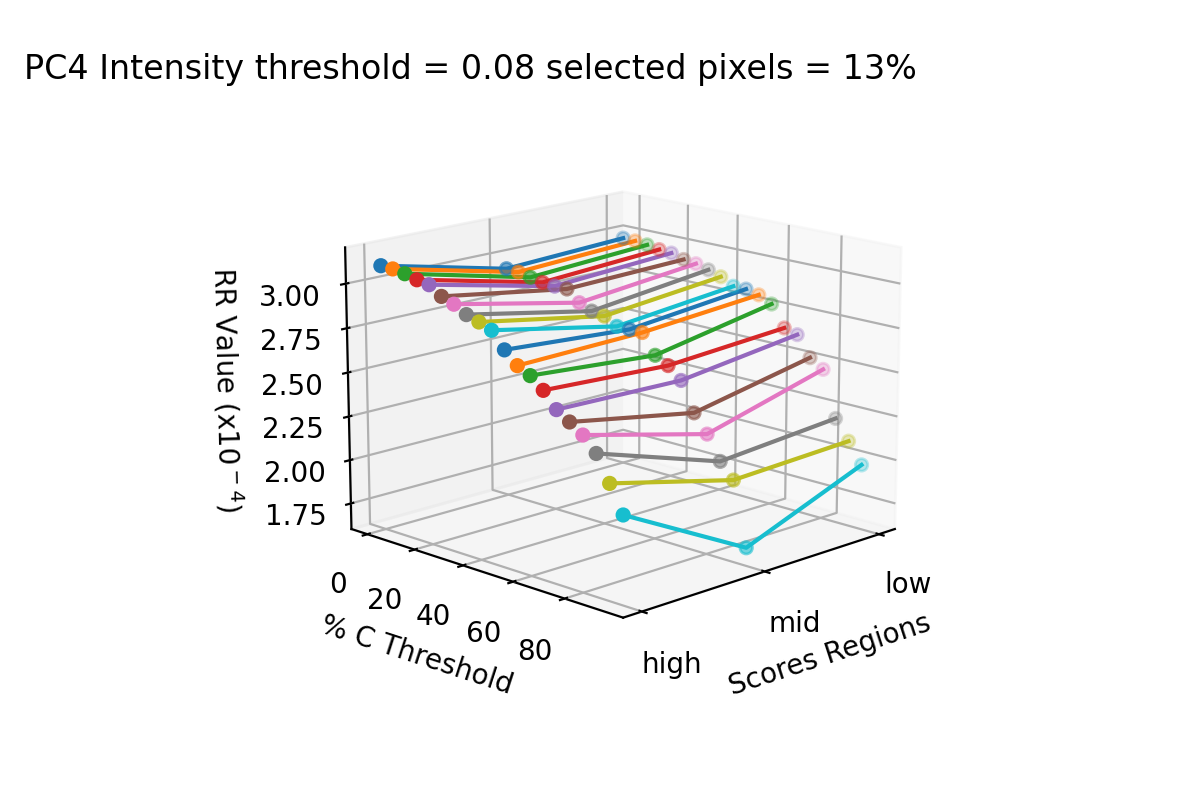 PC4 Intensity threshold = 0.08 selected pixels = 13%
RR Value (x10⁻⁴)
3.00
2.75
2.50
2.25
2.00
1.75
0
20
40
60
80
% C Threshold
high
mid
low
Scores Regions